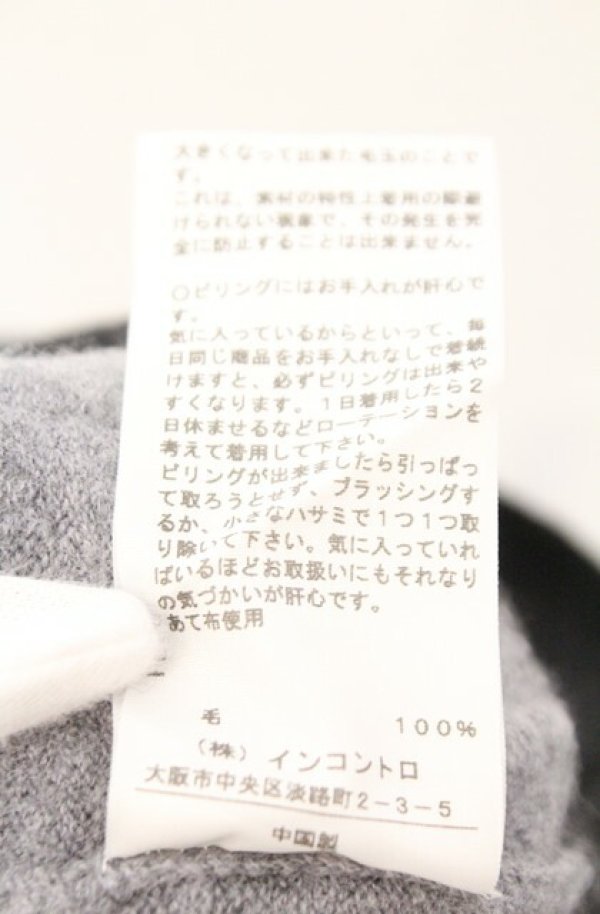 大きくなって出来た毛玉のことで
す。
これは、素材の特性上着用の際避
けられない現象で、その発生を完
全に防止することは出来ません。
○ピリングにはお手入れが肝心で
す。
気に入っているからといって、毎
日同じ商品をお手入れなしで着続
けますと、必ずピリングは出来や
すくなります。1日着用したら2
日休ませるなどローテーションを
考えて着用して下さい。
ピリングが出来ましたら引っぱっ
て取ろうとせず、ブラッシングす
るか、小さなハサミで1つ1つ取
り除いて下さい。気に入っていれ
ばいるほどお取扱いにもそれなり
の気づかいが肝心です。
あて布使用
毛 100%
(株) インコントロ
大阪市中央区淡路町2-3-5
中国製